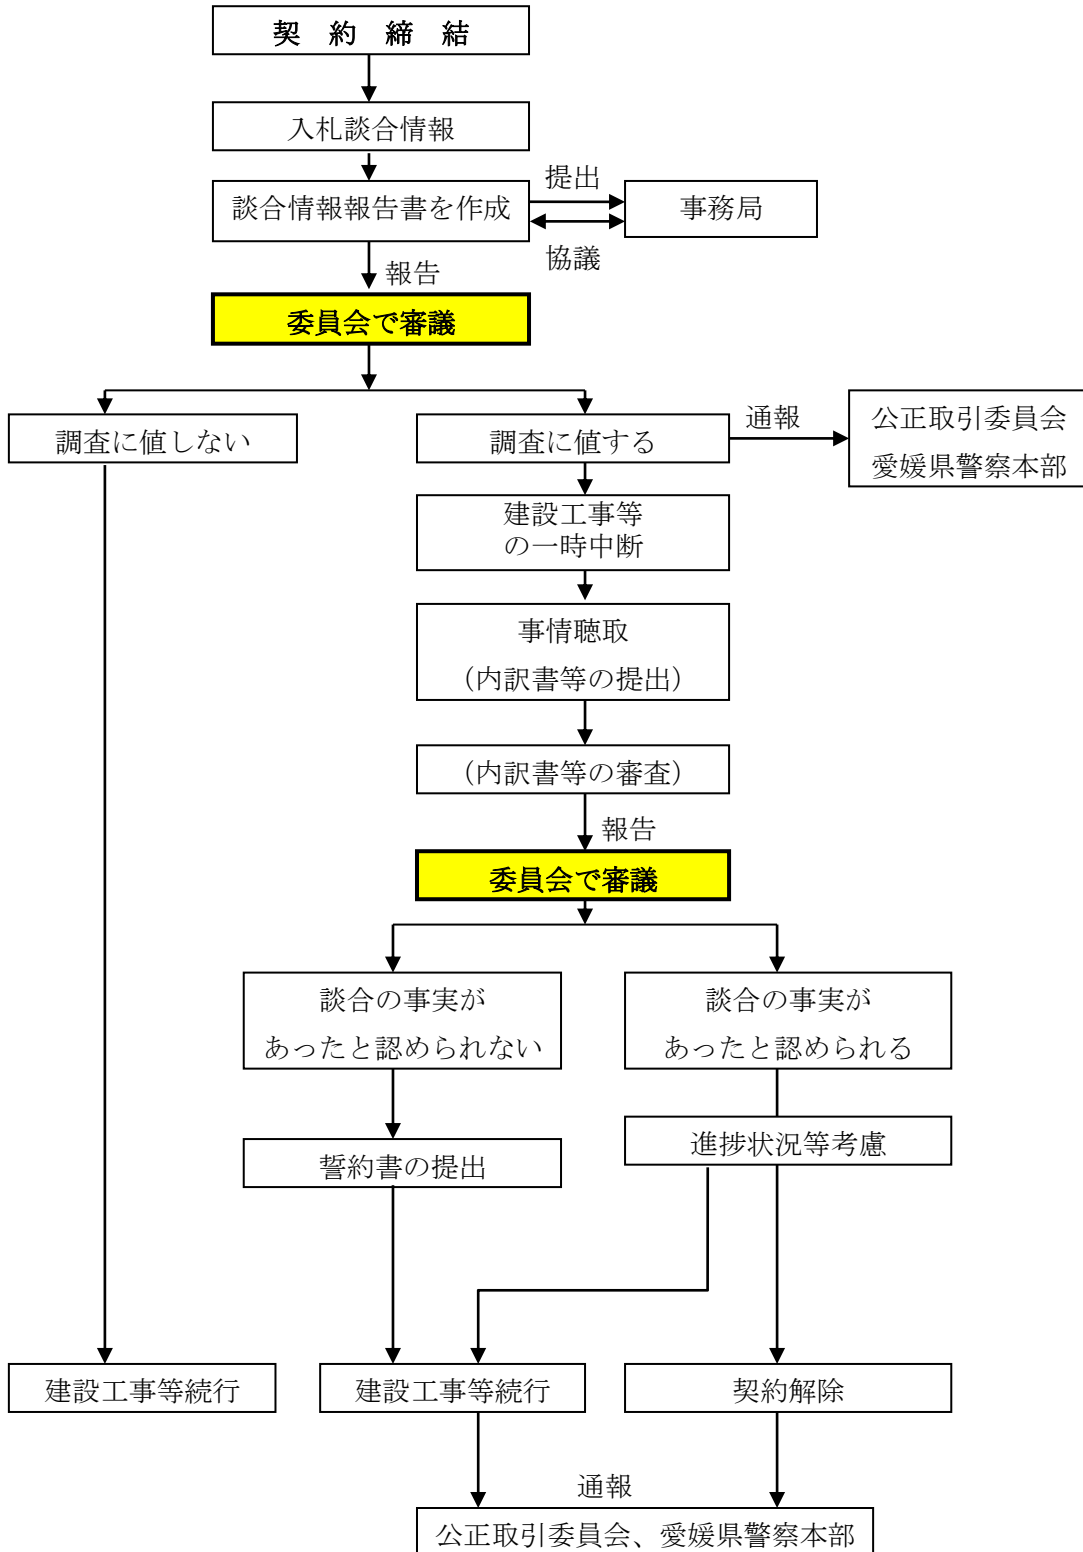 契　約　締　結
入札談合情報
談合情報報告書を作成
提出
事務局
協議
報告
委員会で審議
調査に値しない
調査に値する
通報
公正取引委員会
愛媛県警察本部
建設工事等
の一時中断
事情聴取
（内訳書等の提出）
（内訳書等の審査）
報告
委員会で審議
談合の事実が
あったと認められない
談合の事実が
あったと認められる
誓約書の提出
進捗状況等考慮
建設工事等続行
建設工事等続行
契約解除
通報
公正取引委員会、愛媛県警察本部